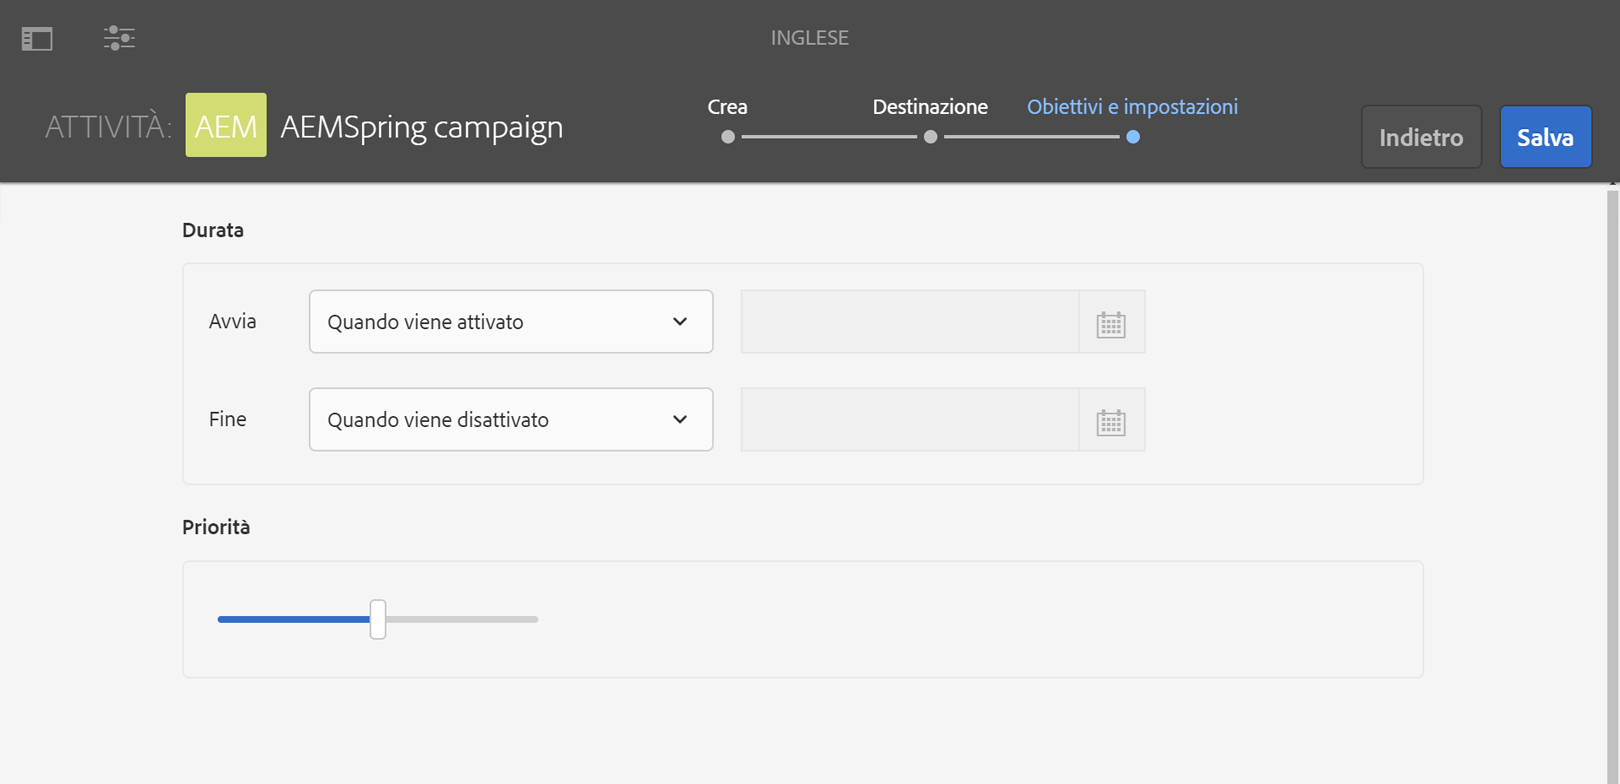 INGLESE
ATTIVITÀ: AEM AEMSpring campaign
Crea Destinazione Obiettivi e impostazioni
Indietro Salva
Durata
Avvia Quando viene attivato
Fine Quando viene disattivato
Priorità